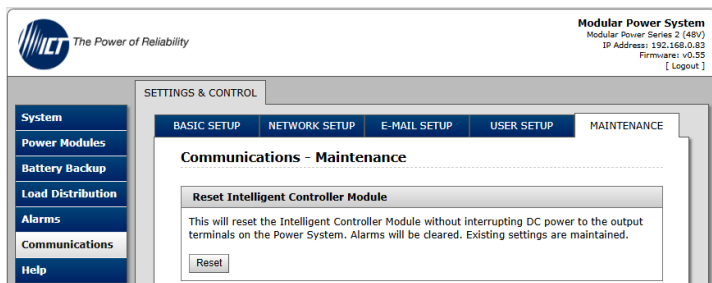 ICT The Power of Reliability
Modular Power System
Modular Power Series 2 (48V)
IP Address: 192.168.0.83
Firmware: v0.55
[ Logout ]
SETTINGS & CONTROL
System
Power Modules
Battery Backup
Load Distribution
Alarms
Communications
Help
BASIC SETUP NETWORK SETUP E-MAIL SETUP USER SETUP MAINTENANCE
Communications - Maintenance
Reset Intelligent Controller Module
This will reset the Intelligent Controller Module without interrupting DC power to the output
terminals on the Power System. Alarms will be cleared. Existing settings are maintained.
Reset